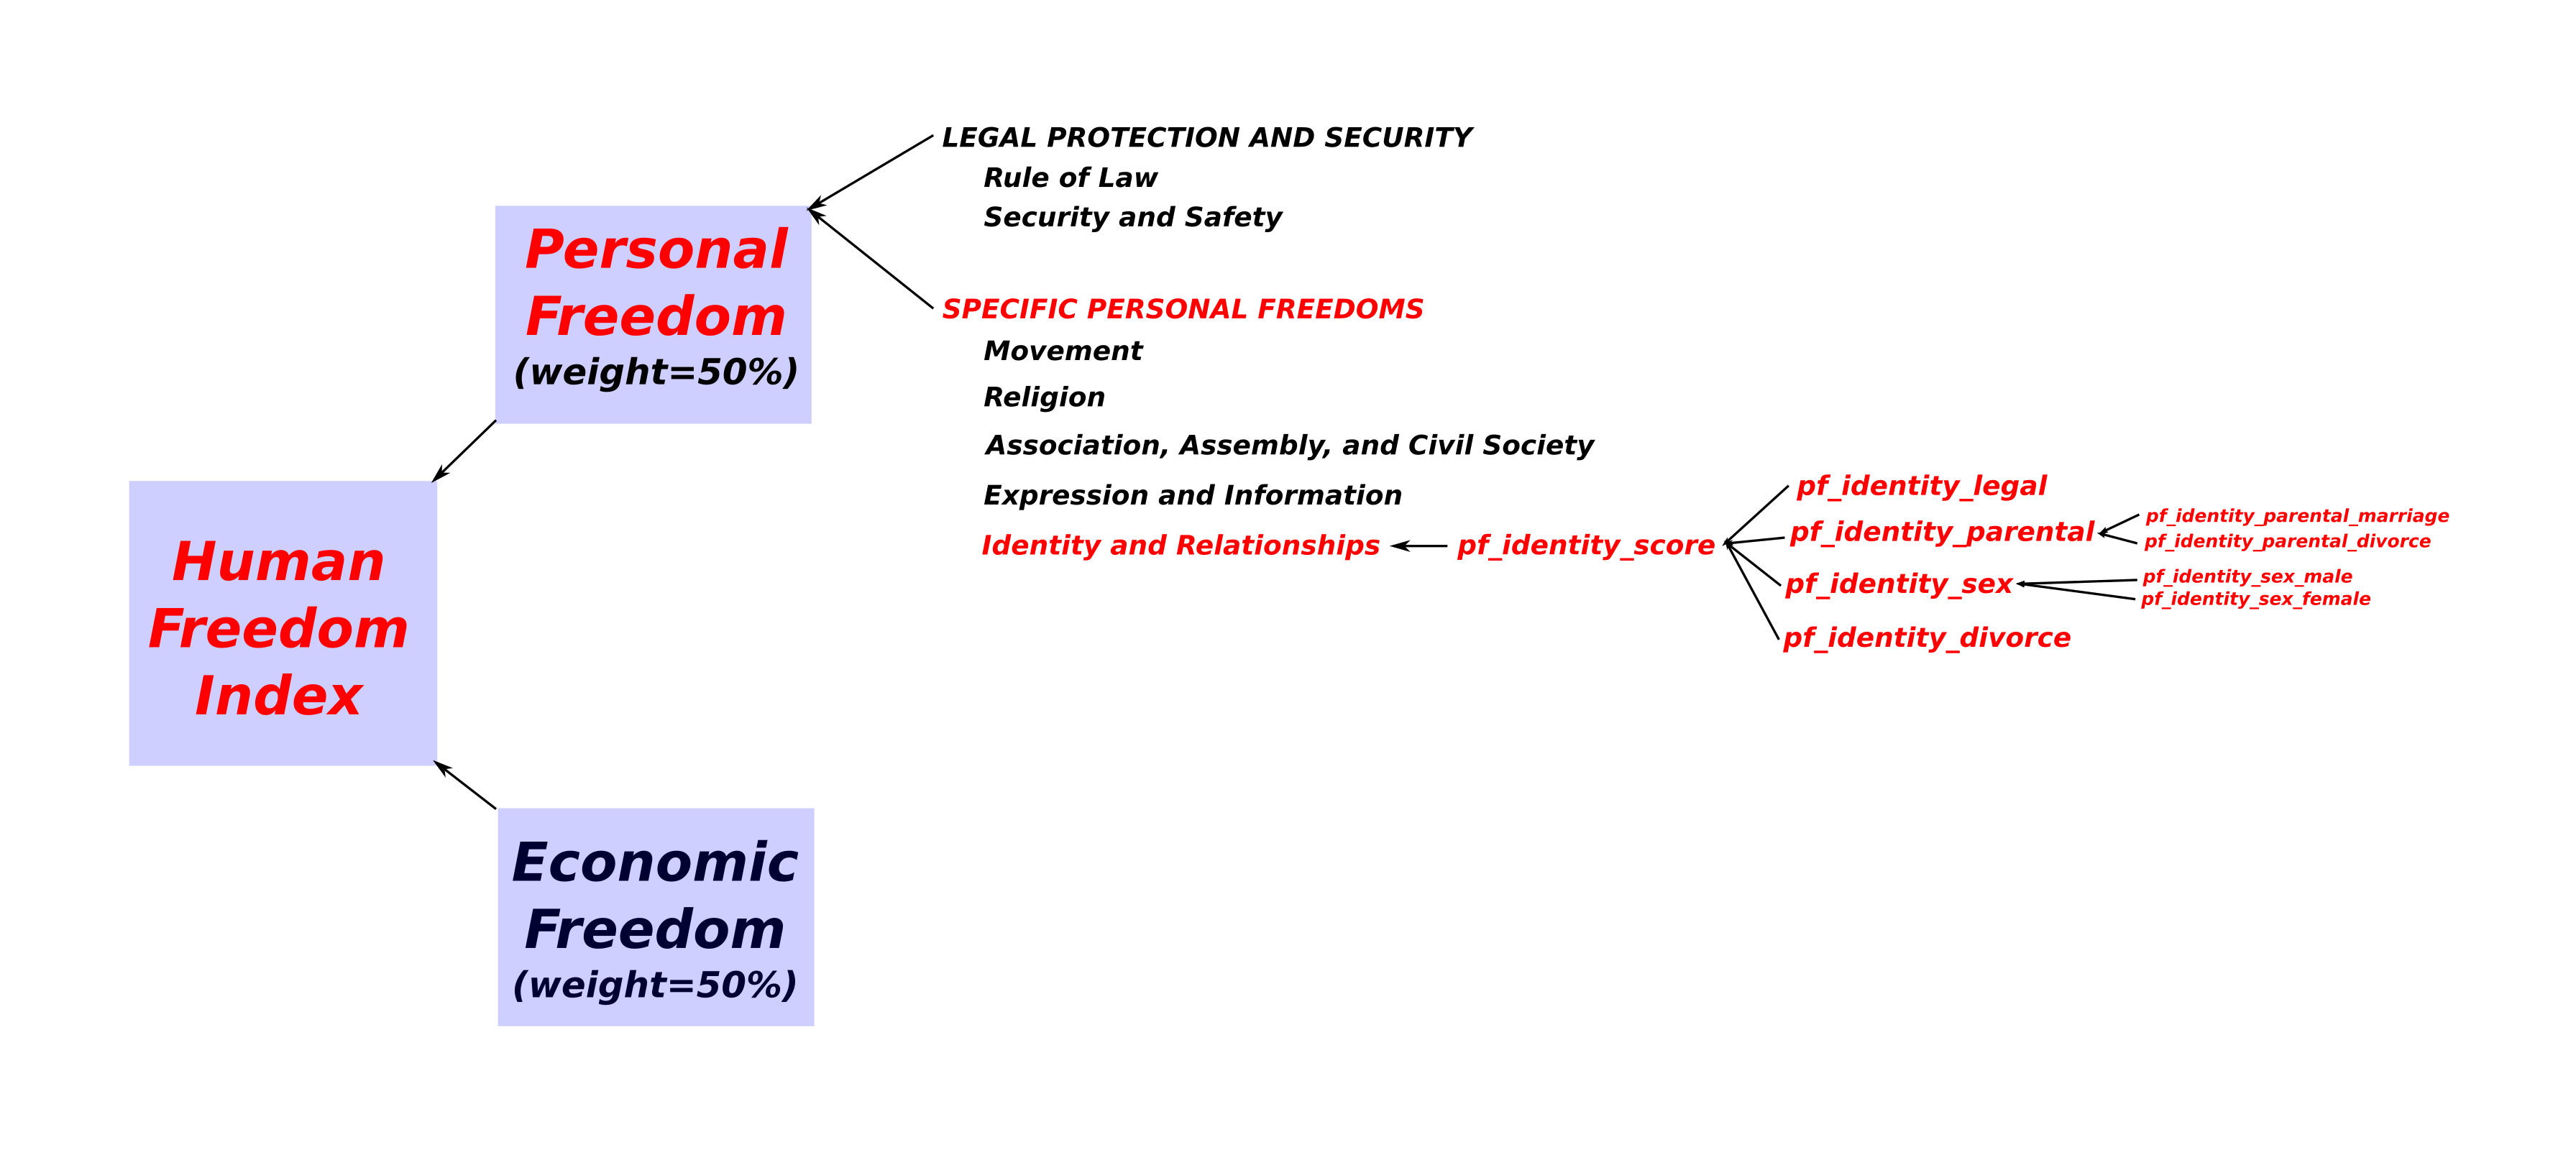 LEGAL PROTECTION AND SECURITY
Rule of Law
Security and Safety
Personal
Freedom
(weight=50%)
SPECIFIC PERSONAL FREEDOMS
Movement
Religion
Association, Assembly, and Civil Society
Expression and Information
Identity and Relationships
pf_identity_score
pf_identity_legal
pf_identity_parental
pf_identity_parental_marriage
pf_identity_parental_divorce
pf_identity_sex
pf_identity_sex_male
pf_identity_sex_female
pf_identity_divorce
Human
Freedom
Index
Economic
Freedom
(weight=50%)